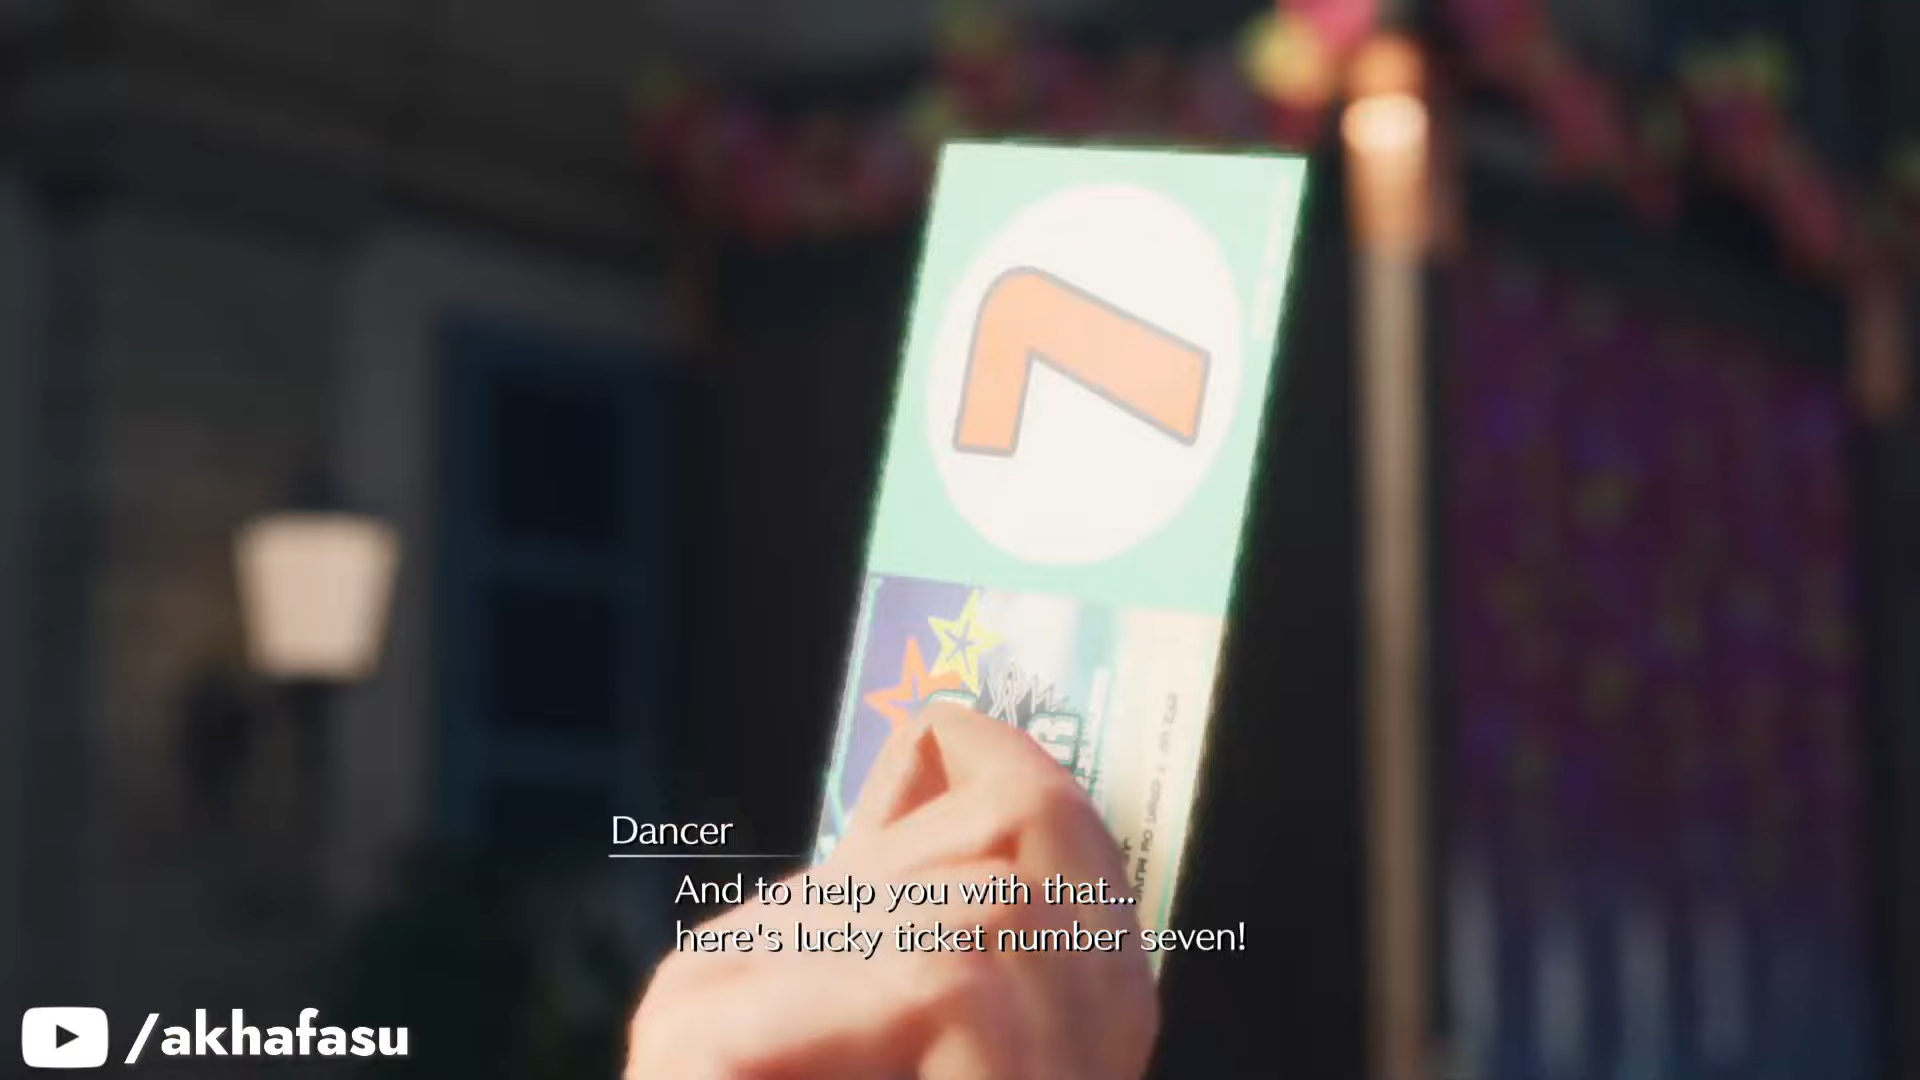 7
Dancer
And to help you with that...
here's lucky ticket number seven!
/akhafasu